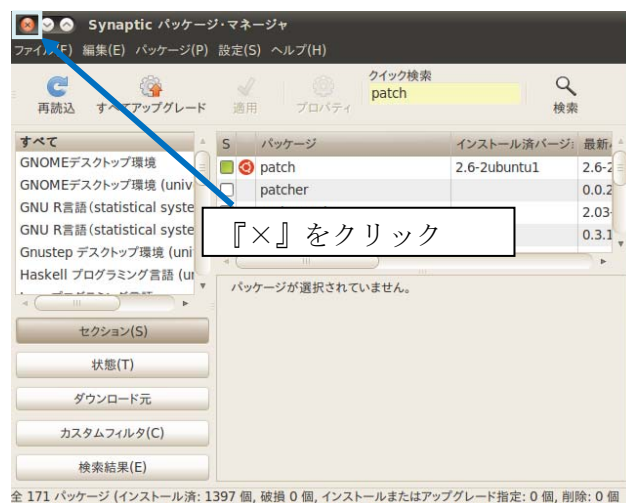 Synaptic パッケージ・マネージャ
ファイル(F) 編集(E) パッケージ(P) 設定(S) ヘルプ(H)
再読込 すべてアップグレード 適用 プロパティ
クイック検索
patch
検索
すべて
GNOMEデスクトップ環境
GNOMEデスクトップ環境 (univ
GNU R言語(statistical syste
GNU R言語(statistical syste
Gnustep デスクトップ環境 (uni
Haskell プログラミング言語 (ur
S パッケージ インストール済バージ 最新
patch 2.6-2ubuntu1 2.6-2
patcher 0.0.2
2.03-
0.3.1
『×』をクリック
パッケージが選択されていません。
セクション(S)
状態(T)
ダウンロード元
カスタムフィルタ(C)
検索結果(E)
全 171 パッケージ (インストール済: 1397 個, 破損 0 個, インストールまたはアップグレード指定: 0 個, 削除: 0 個